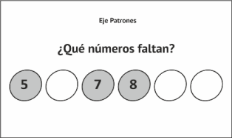 Eje Patrones
¿Qué números faltan?
5 7 8